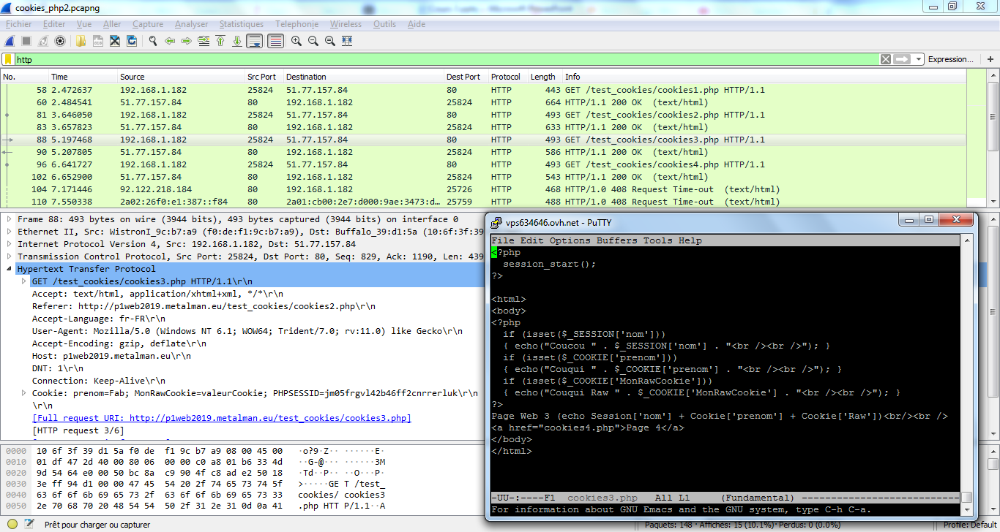 cookies_php2.pcapng
Fichier Editer Vue Aller Capture Analyser Statistiques Telephonie Wireless Outils Aide
http
Expression... +
No. Time Source Src Port Destination Dest Port Protocol Length Info
58 2.472637 192.168.1.182 25824 51.77.157.84 80 HTTP 443 GET /test_cookies/cookies1.php HTTP/1.1
60 2.484541 51.77.157.84 80 192.168.1.182 25824 HTTP 664 HTTP/1.1 200 OK (text/html)
81 3.646050 192.168.1.182 25824 51.77.157.84 80 HTTP 493 GET /test_cookies/cookies2.php HTTP/1.1
83 3.657823 51.77.157.84 80 192.168.1.182 25824 HTTP 633 HTTP/1.1 200 OK (text/html)
88 5.197468 192.168.1.182 25824 51.77.157.84 80 HTTP 493 GET /test_cookies/cookies3.php HTTP/1.1
90 5.207805 51.77.157.84 80 192.168.1.182 25824 HTTP 586 HTTP/1.1 200 OK (text/html)
96 6.641727 192.168.1.182 25824 51.77.157.84 80 HTTP 493 GET /test_cookies/cookies4.php HTTP/1.1
102 6.652900 51.77.157.84 80 192.168.1.182 25824 HTTP 543 HTTP/1.1 200 OK (text/html)
104 7.171446 92.122.218.184 80 192.168.1.182 25726 HTTP 468 HTTP/1.0 408 Request Time-out (text/html)
110 7.550338 2a02:26f0:e1:387::f84 80 2a01:cb00:2e7:d000:9ae:3473:d… 25759 HTTP 488 HTTP/1.0 408 Request Time-out (text/html)
Frame 88: 493 bytes on wire (3944 bits), 493 bytes captured (3944 bits) on interface 0
Ethernet II, Src: WistronI_9c:b7:a9 (f0:de:f1:9c:b7:a9), Dst: Buffalo_39:d1:5a (10:6f:3f:39
Internet Protocol Version 4, Src: 192.168.1.182, Dst: 51.77.157.84
Transmission Control Protocol, Src Port: 25824, Dst Port: 80, Seq: 829, Ack: 1190, Len: 439
Hypertext Transfer Protocol
GET /test_cookies/cookies3.php HTTP/1.1\r\n
Accept: text/html, application/xhtml+xml, */*\r\n
Referer: http://p1web2019.metalman.eu/test_cookies/cookies2.php\r\n
Accept-Language: fr-FR\r\n
User-Agent: Mozilla/5.0 (Windows NT 6.1; WOW64; Trident/7.0; rv:11.0) like Gecko\r\n
Accept-Encoding: gzip, deflate\r\n
Host: p1web2019.metalman.eu\r\n
DNT: 1\r\n
Connection: Keep-Alive\r\n
Cookie: prenom=Fab; MonRawCookie=valeurCookie; PHPSESSID=jm05frgvl42b46ff2cnrrerluk\r\n
\r\n
[Full request URI: http://p1web2019.metalman.eu/test_cookies/cookies3.php]
[HTTP request 3/6]
0000 10 6f 3f 39 d1 5a f0 de f1 9c b7 a9 08 00 45 00 ·o?9·Z·· ······E·
0010 01 df 47 2d 40 00 80 06 00 00 c0 a8 01 b6 33 4d ··G-@··· ······3M
0020 9d 54 64 e0 00 50 bc 8a c9 90 4f c8 ad e2 50 18 ·Td··P·· ··O···P·
0030 3e ff 94 d1 00 00 47 45 54 20 2f 74 65 73 74 5f >·····GE T /test_
0040 63 6f 6f 6b 69 65 73 2f 63 6f 6f 6b 69 65 73 33 cookies/ cookies3
0050 2e 70 68 70 20 48 54 54 50 2f 31 2e 31 0d 0a 41 .php HTT P/1.1··A
vps634646.ovh.net - PuTTY
File Edit Options Buffers Tools Help
<?php
session_start();
?>
<html>
<body>
<?php
if (isset($_SESSION['nom']))
{ echo("Coucou " . $_SESSION['nom'] . "<br /><br />"); }
if (isset($_COOKIE['prenom']))
{ echo("Couqui " . $_COOKIE['prenom'] . "<br /><br />"); }
if (isset($_COOKIE['MonRawCookie']))
{ echo("Couqui Raw " . $_COOKIE['MonRawCookie'] . "<br /><br />"); }
?>
Page Web 3 (echo Session['nom'] + Cookie['prenom'] + Cookie['Raw'])<br/><br />
<a href="cookies4.php">Page 4</a>
</body>
</html>
-UU-:----F1 cookies3.php All L1 (Fundamental) --------------------------
For information about GNU Emacs and the GNU system, type C-h C-a.
Prêt pour charger ou capturer
Paquets: 148 · Affichés: 15 (10.1%) · Perdus: 0 (0.0%)
Profile: Default